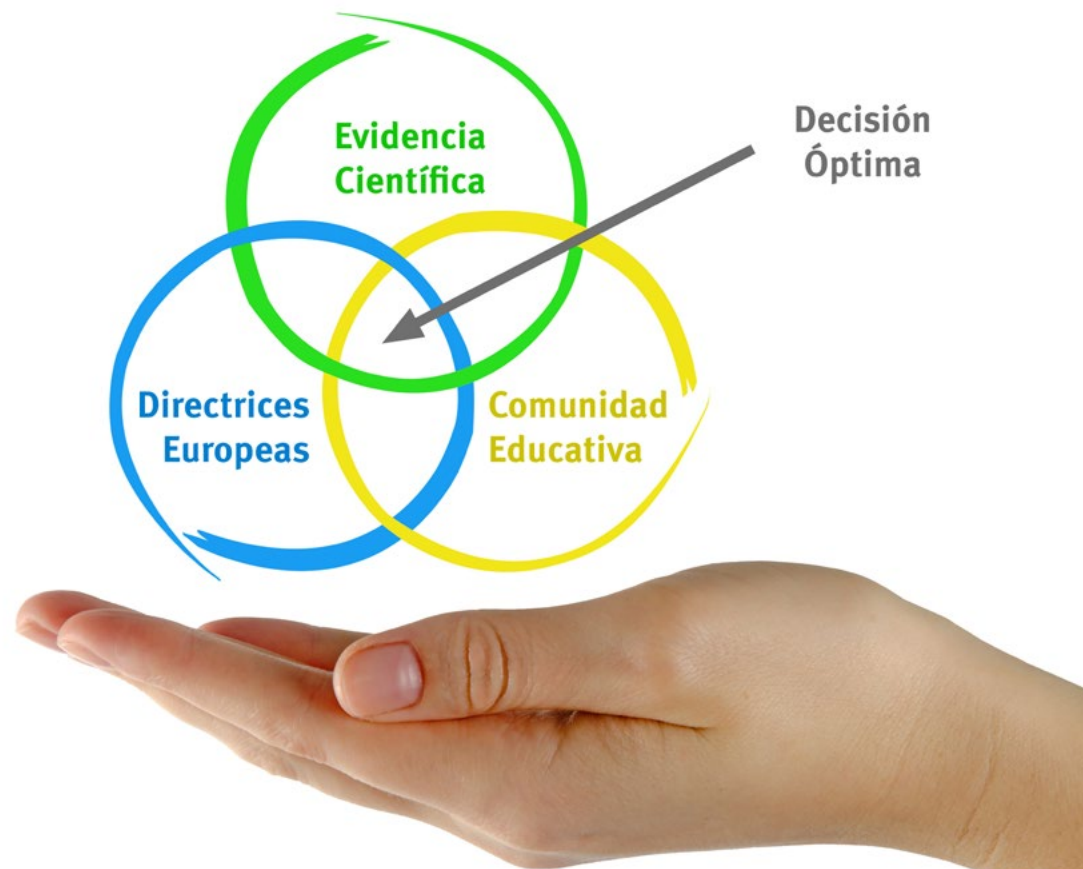 Evidencia
Científica
Decisión
Óptima
Directrices
Europeas
Comunidad
Educativa